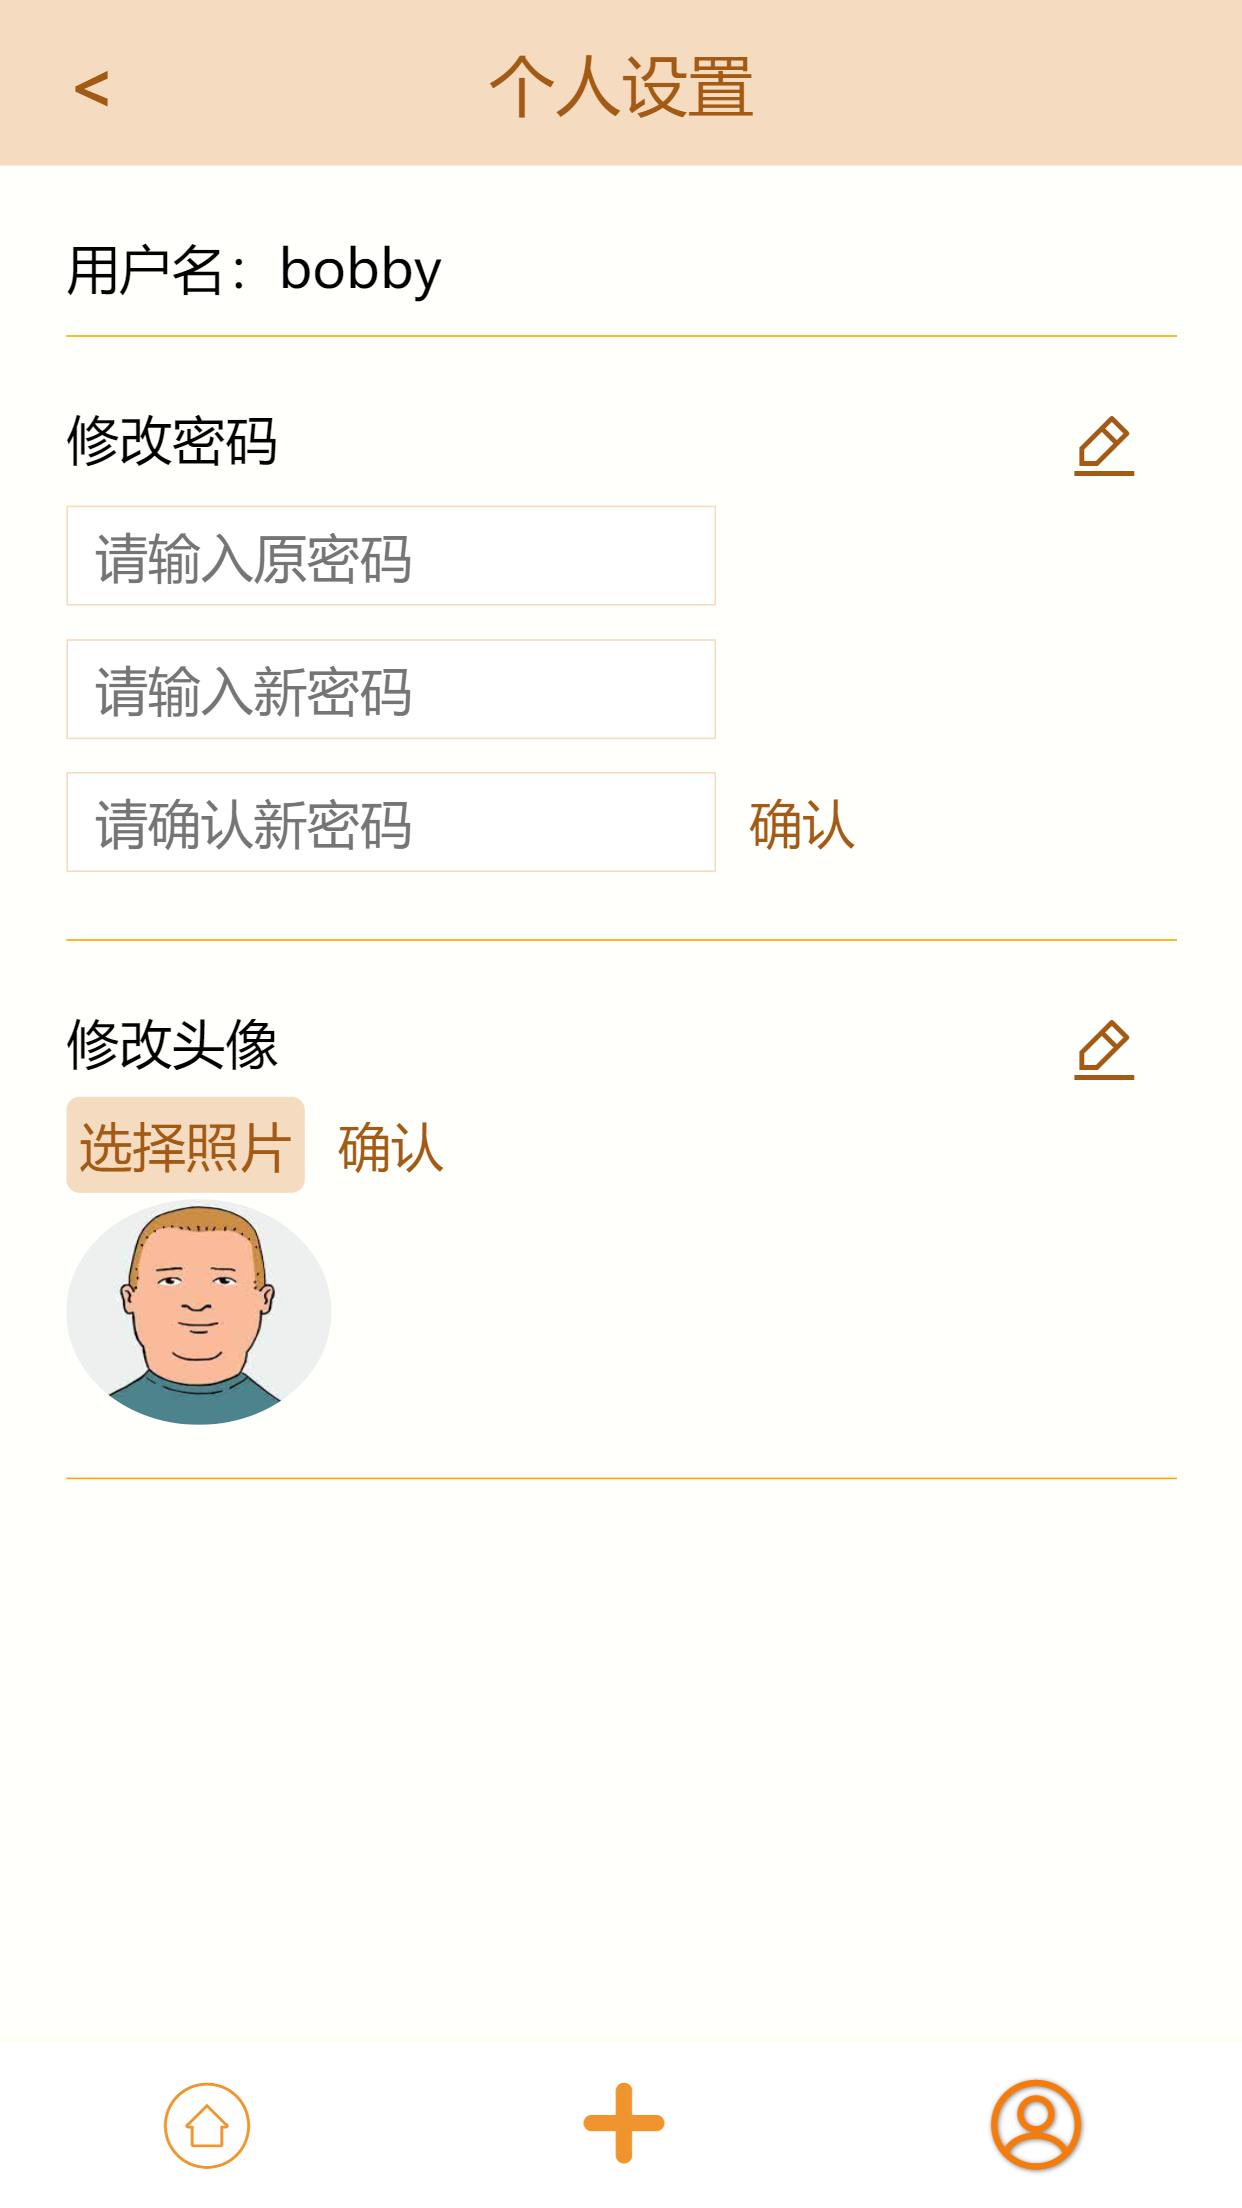 < 个人设置
用户名：bobby
修改密码
请输入原密码
请输入新密码
请确认新密码 确认
修改头像
选择照片 确认